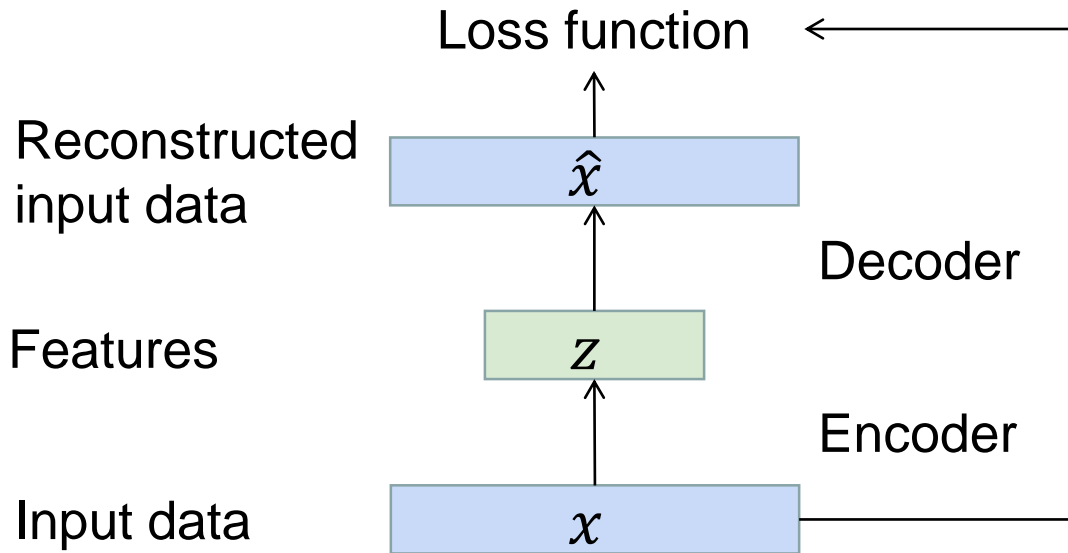 Loss function
Reconstructed
input data
x̂
Decoder
Features
z
Encoder
Input data
x